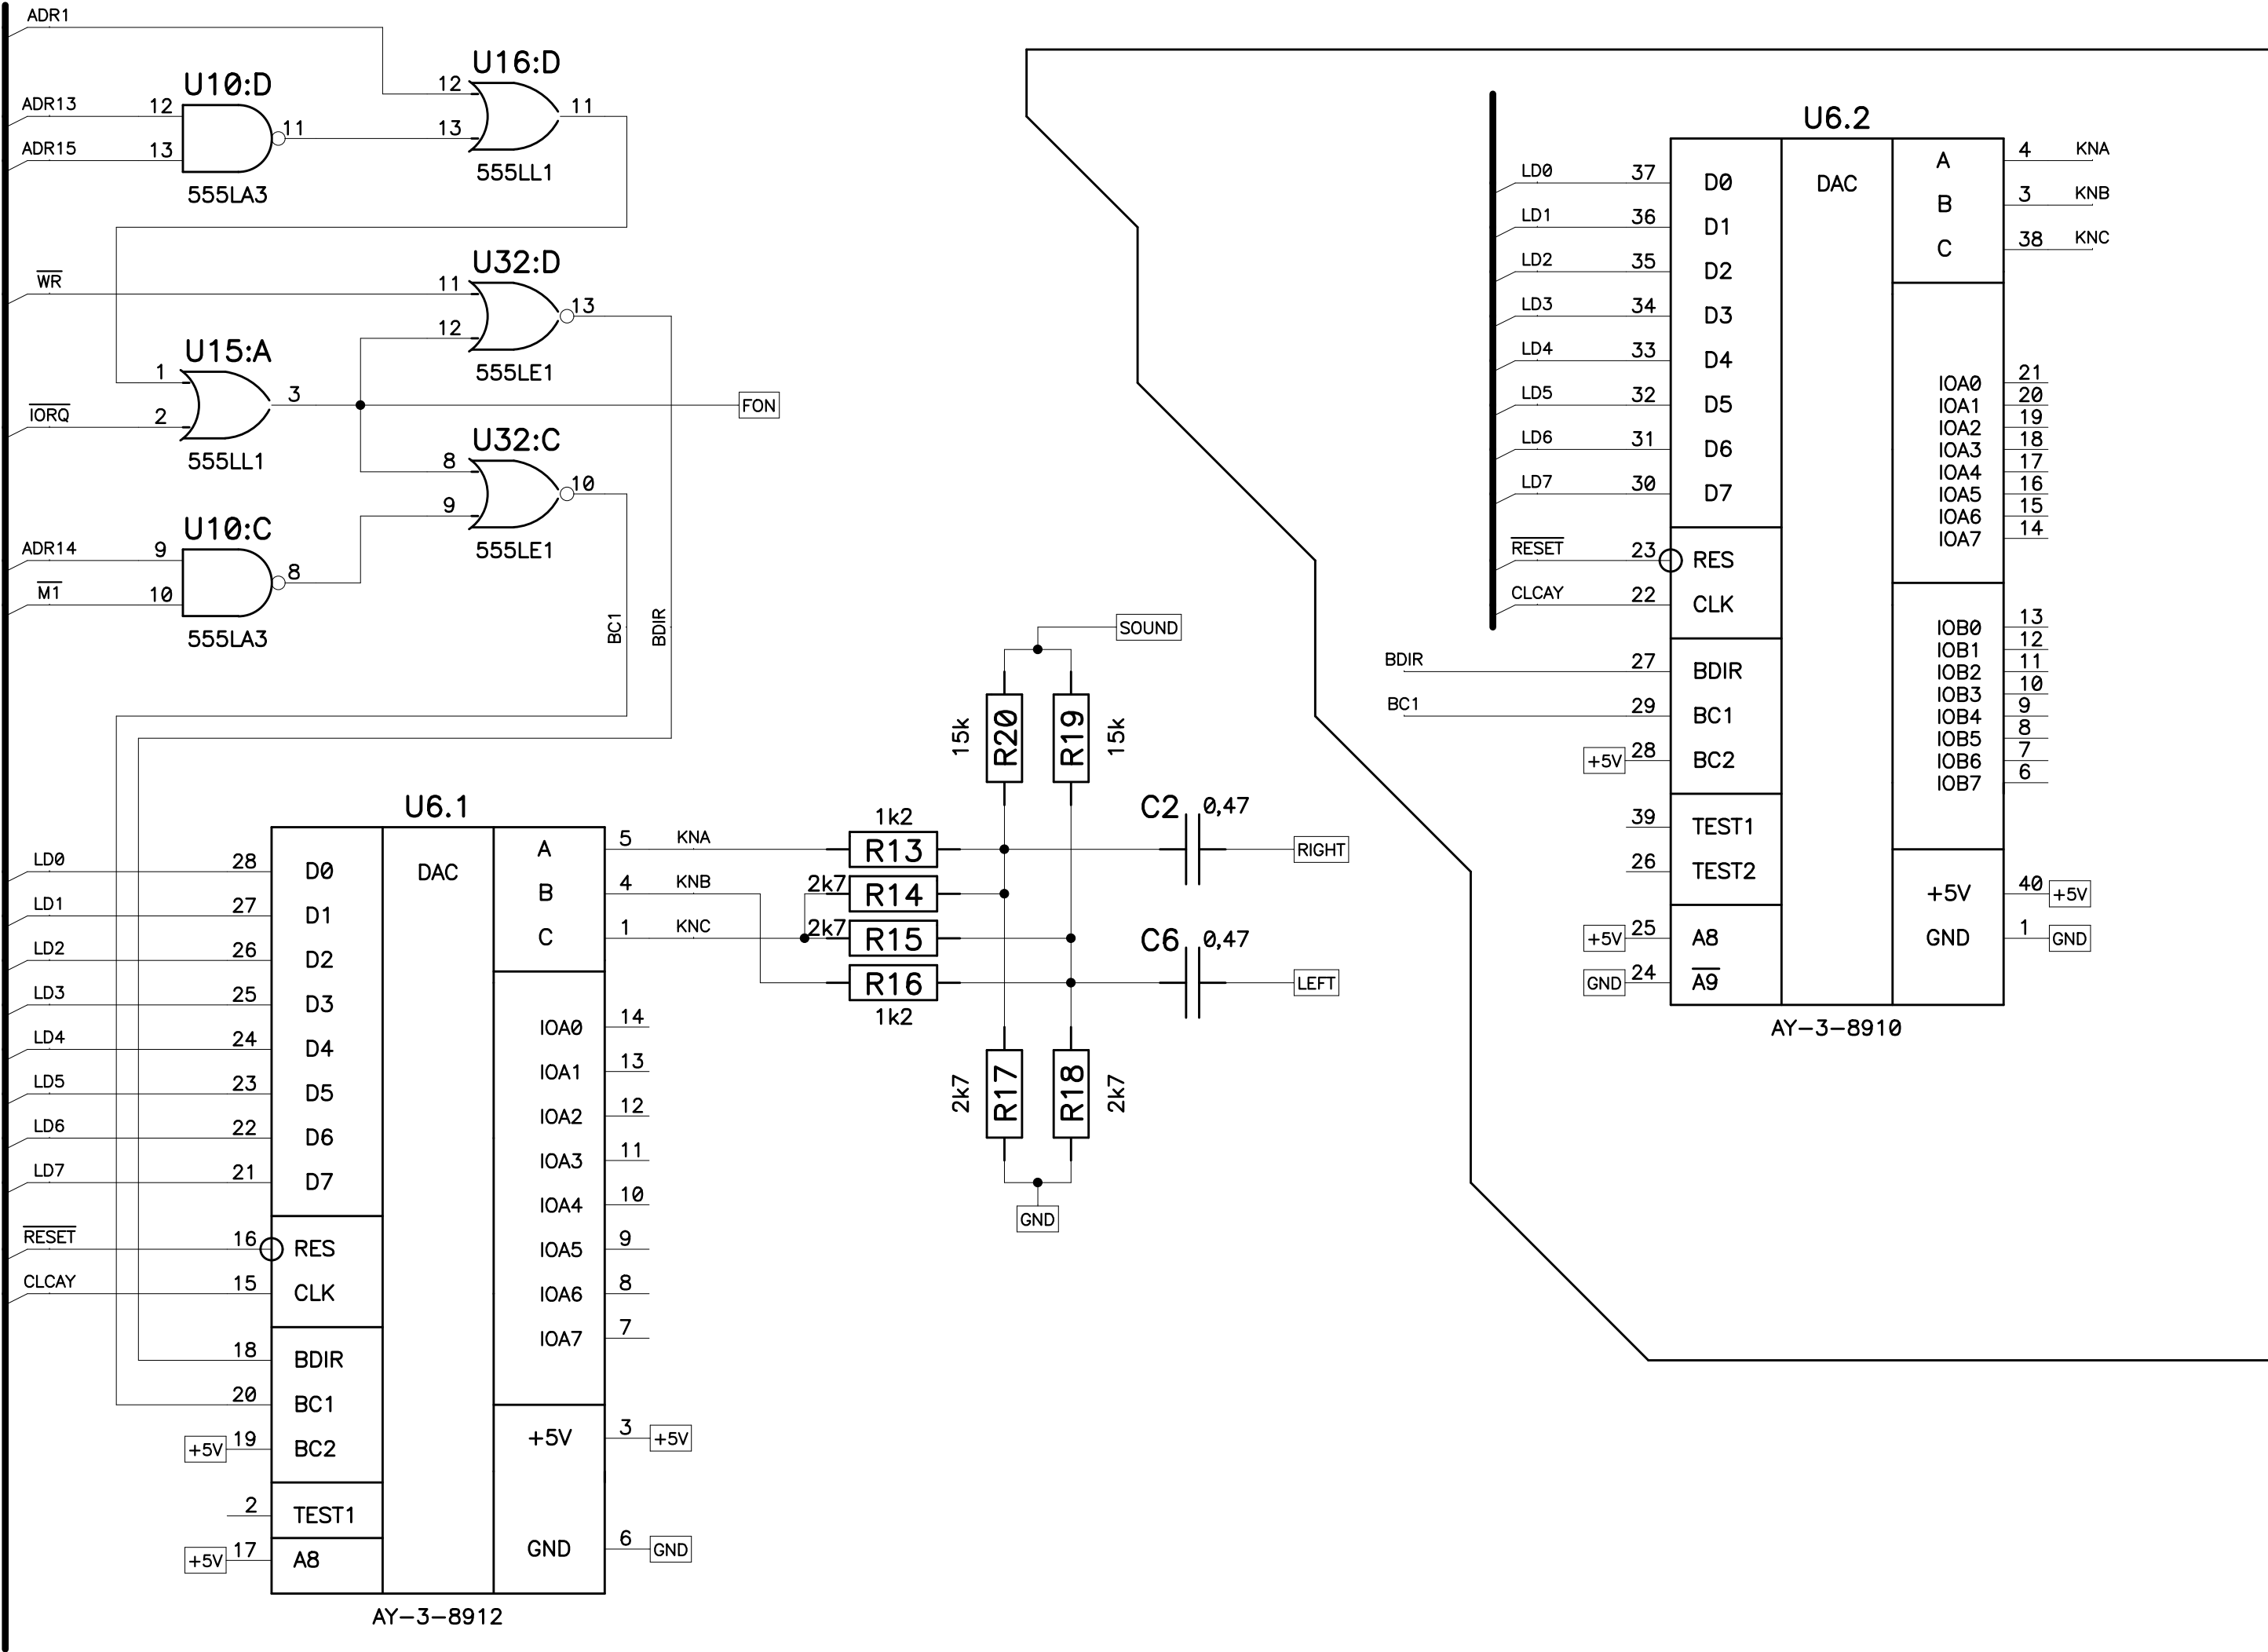 ADR1
U16:D
12
11
13
555LL1
U10:D
ADR13
12
11
ADR15
13
555LA3
W̅R̅
U32:D
11
13
12
555LE1
U15:A
1
3
I̅O̅R̅Q̅
2
555LL1
FON
U32:C
8
10
9
555LE1
U10:C
ADR14
9
8
M̅1̅
10
555LA3
BC1
BDIR
SOUND
15k
R20
R19
15k
1k2
R13
2k7
R14
2k7
R15
R16
1k2
C2
0,47
RIGHT
C6
0,47
LEFT
2k7
R17
R18
2k7
GND
U6.1
LD0
28
D0
DAC
A
5
KNA
LD1
27
D1
B
4
KNB
LD2
26
D2
C
1
KNC
LD3
25
D3
IOA0
14
LD4
24
D4
IOA1
13
LD5
23
D5
IOA2
12
LD6
22
D6
IOA3
11
LD7
21
D7
IOA4
10
R̅E̅S̅E̅T̅
16
RES
IOA5
9
CLCAY
15
CLK
IOA6
8
18
BDIR
IOA7
7
20
BC1
+5V
19
BC2
+5V
3
+5V
2
TEST1
+5V
17
A8
GND
6
GND
AY-3-8912
U6.2
LD0
37
D0
DAC
A
4
KNA
LD1
36
D1
B
3
KNB
LD2
35
D2
C
38
KNC
LD3
34
D3
LD4
33
D4
LD5
32
D5
LD6
31
D6
LD7
30
D7
IOA0
21
IOA1
20
IOA2
19
IOA3
18
IOA4
17
IOA5
16
IOA6
15
IOA7
14
R̅E̅S̅E̅T̅
23
RES
CLCAY
22
CLK
BDIR
27
BDIR
BC1
29
BC1
+5V
28
BC2
IOB0
13
IOB1
12
IOB2
11
IOB3
10
IOB4
9
IOB5
8
IOB6
7
IOB7
6
39
TEST1
26
TEST2
+5V
40
+5V
+5V
25
A8
GND
1
GND
GND
24
A̅9̅
AY-3-8910